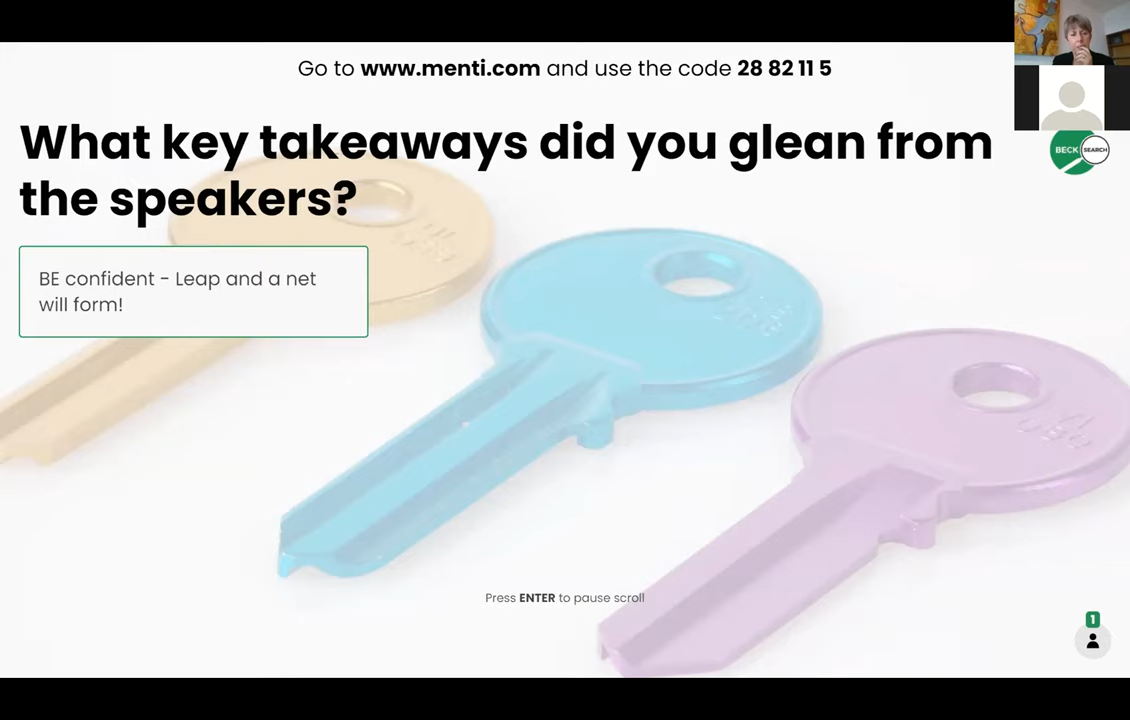 Go to www.menti.com and use the code 28 82 11 5
What key takeaways did you glean from
the speakers?
BECK SEARCH
BE confident - Leap and a net
will form!
Press ENTER to pause scroll
1